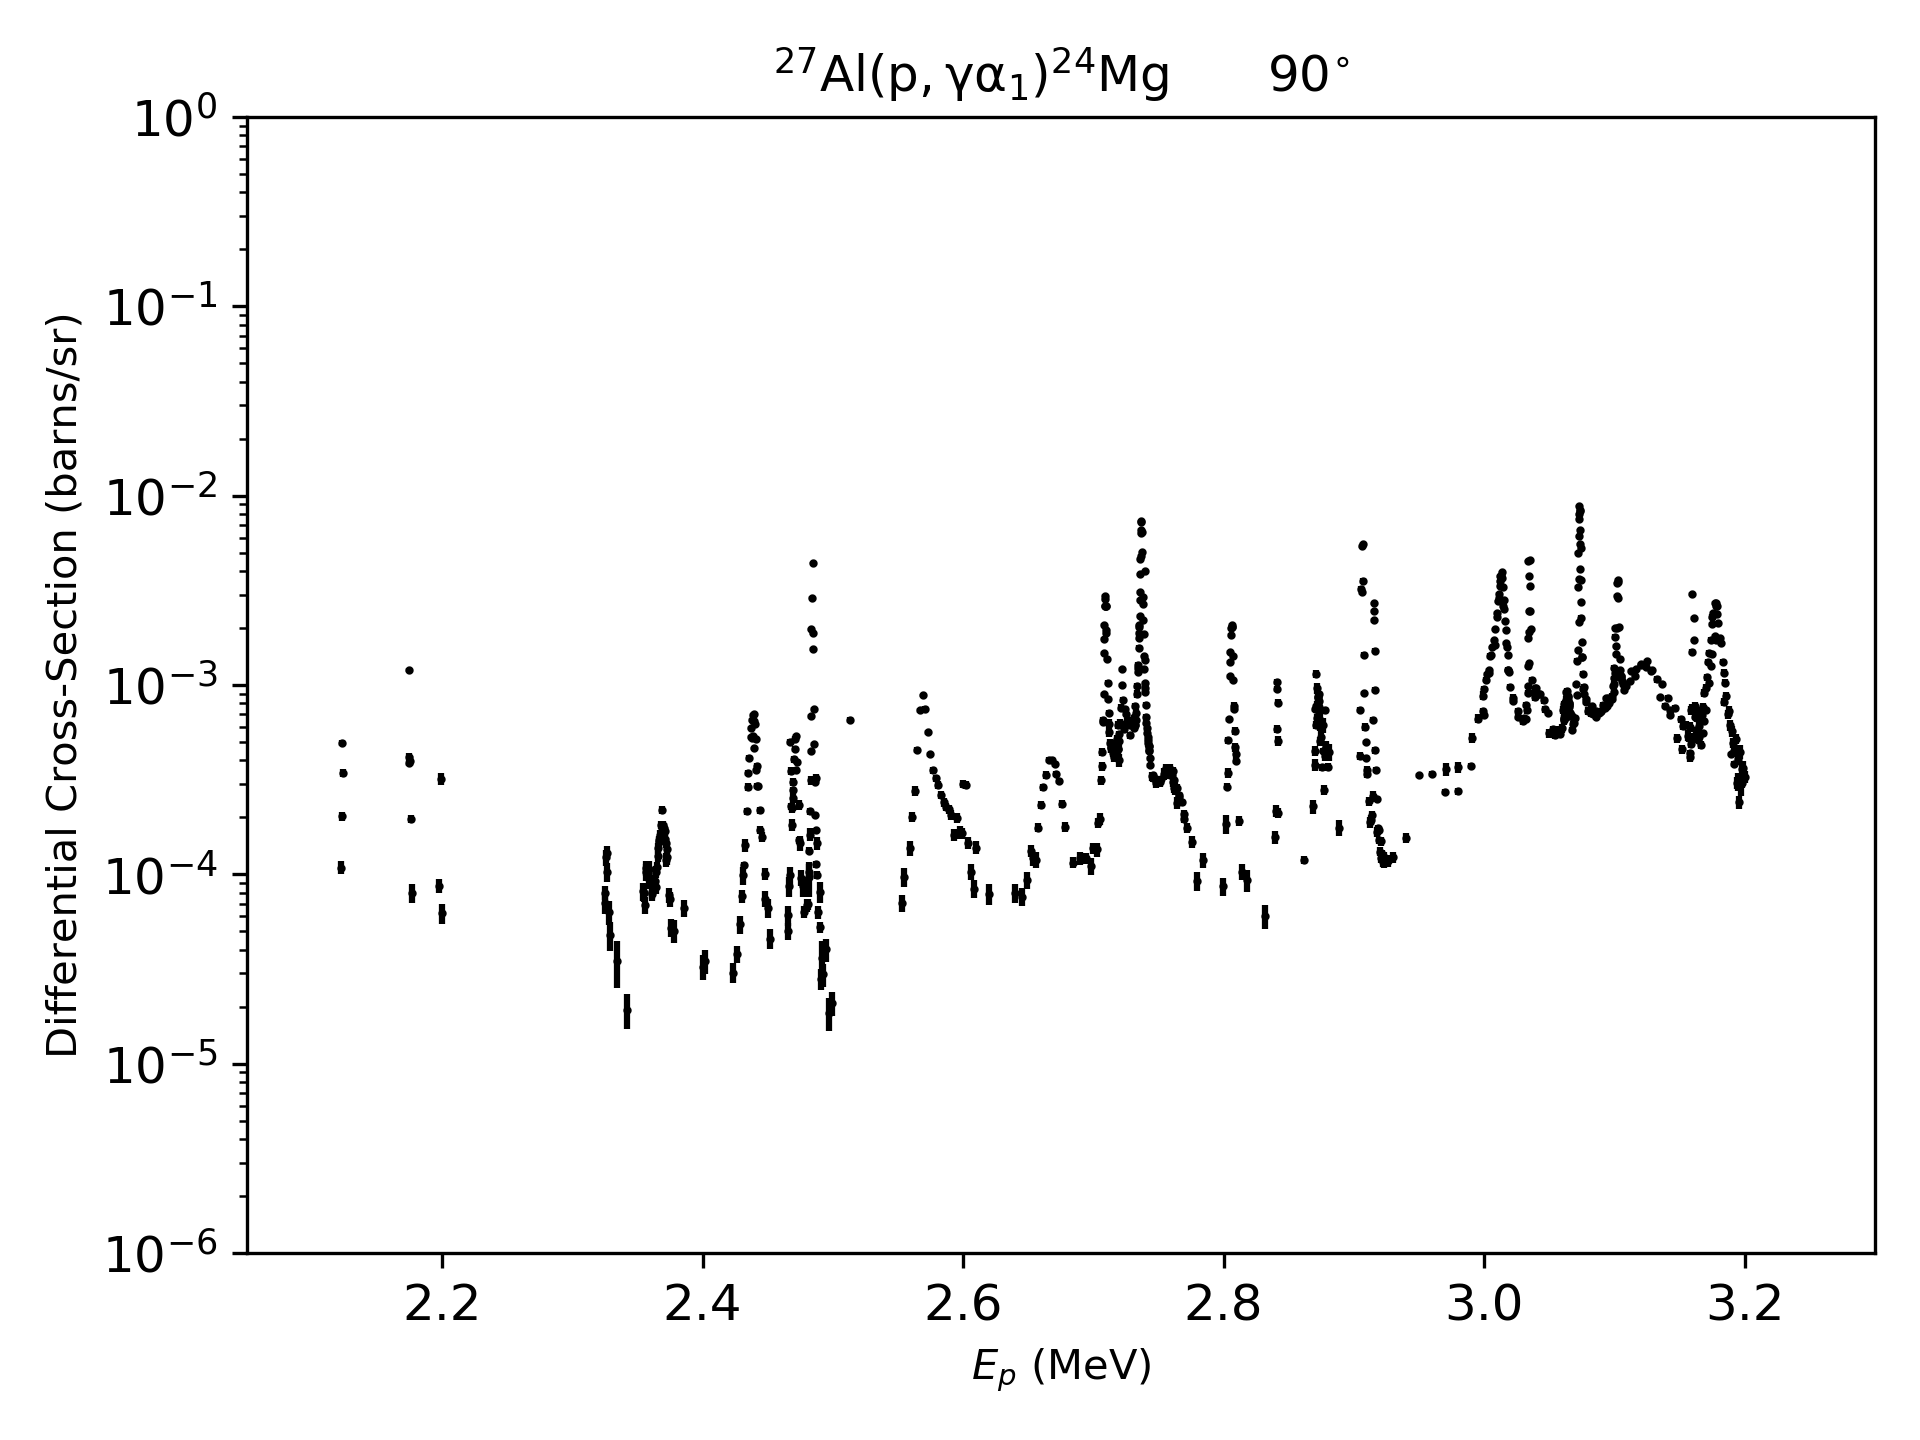 ²⁷Al(p, γα₁)²⁴Mg 90°
10⁰
10⁻¹
10⁻²
10⁻³
10⁻⁴
10⁻⁵
10⁻⁶
Differential Cross-Section (barns/sr)
2.2 2.4 2.6 2.8 3.0 3.2
Eₚ (MeV)